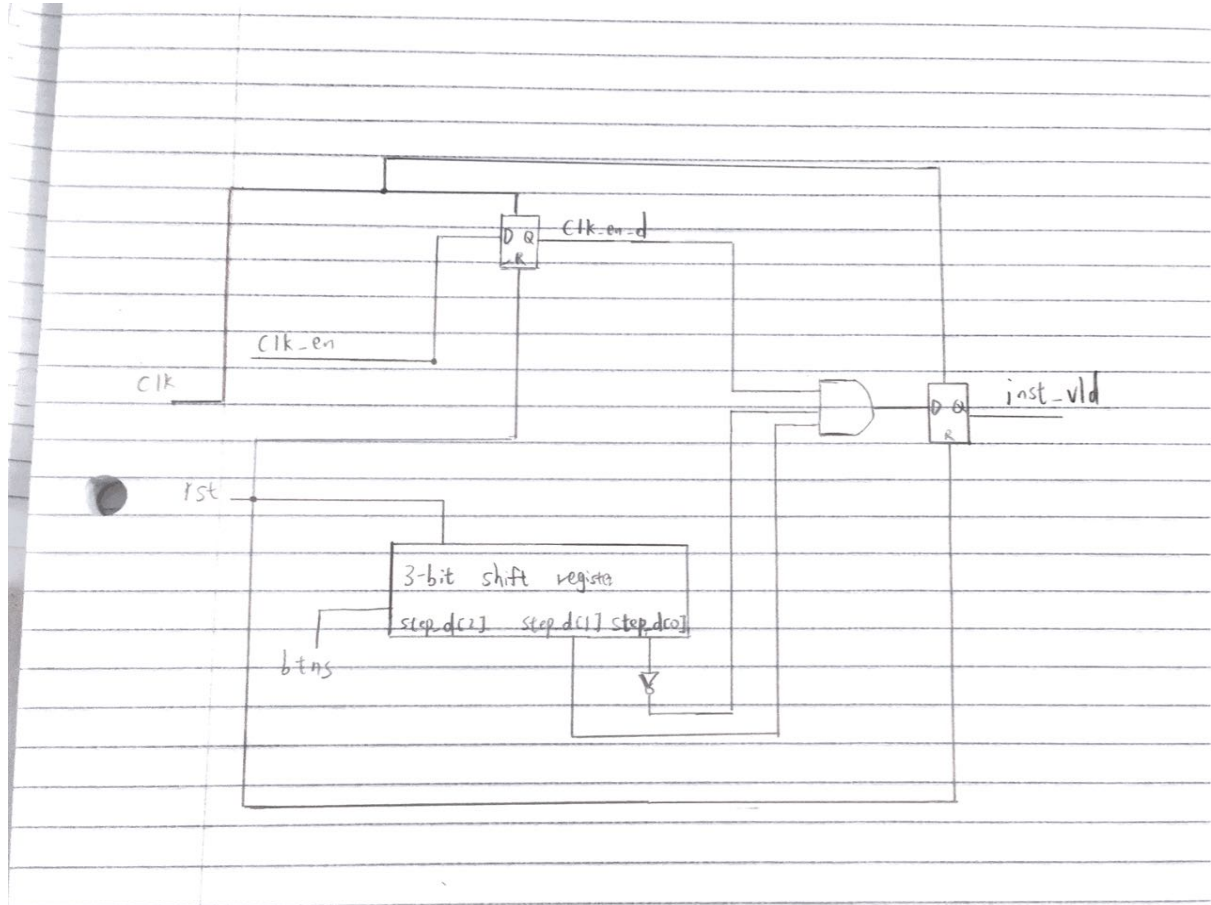 Clk_en_d
D Q
R
Clk_en
Clk
inst_vld
D Q
R
rst
3-bit shift register
step_d[2] step_d[1] step_d[0]
btns